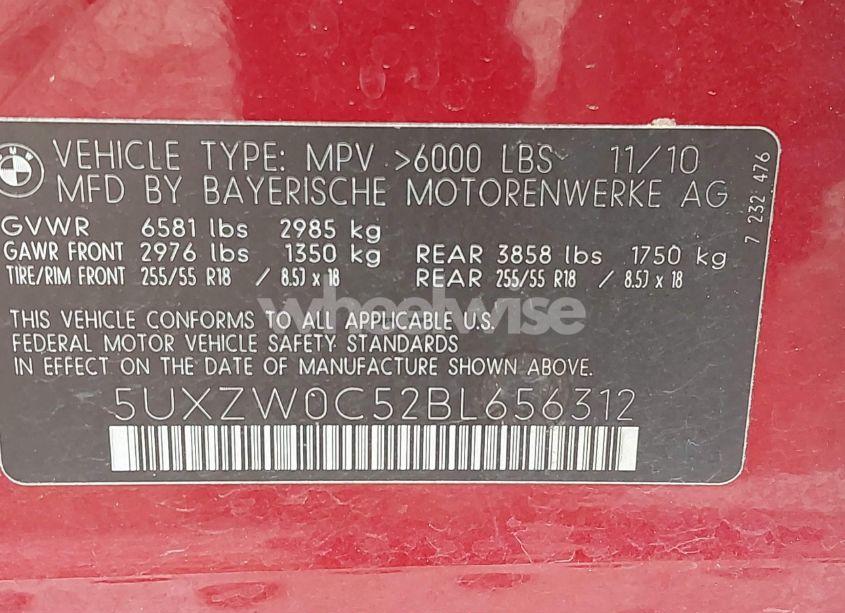 BMW
VEHICLE TYPE: MPV >6000 LBS 11/10
MFD BY BAYERISCHE MOTORENWERKE AG
GVWR 6581 lbs 2985 kg
GAWR FRONT 2976 lbs 1350 kg REAR 3858 lbs 1750 kg
TIRE/RIM FRONT 255/55 R18 / 8.5J x 18 REAR 255/55 R18 / 8.5J x 18
wheelwise
THIS VEHICLE CONFORMS TO ALL APPLICABLE U.S.
FEDERAL MOTOR VEHICLE SAFETY STANDARDS
IN EFFECT ON THE DATE OF MANUFACTURE SHOWN ABOVE.
5UXZW0C52BL656312
7 232 476